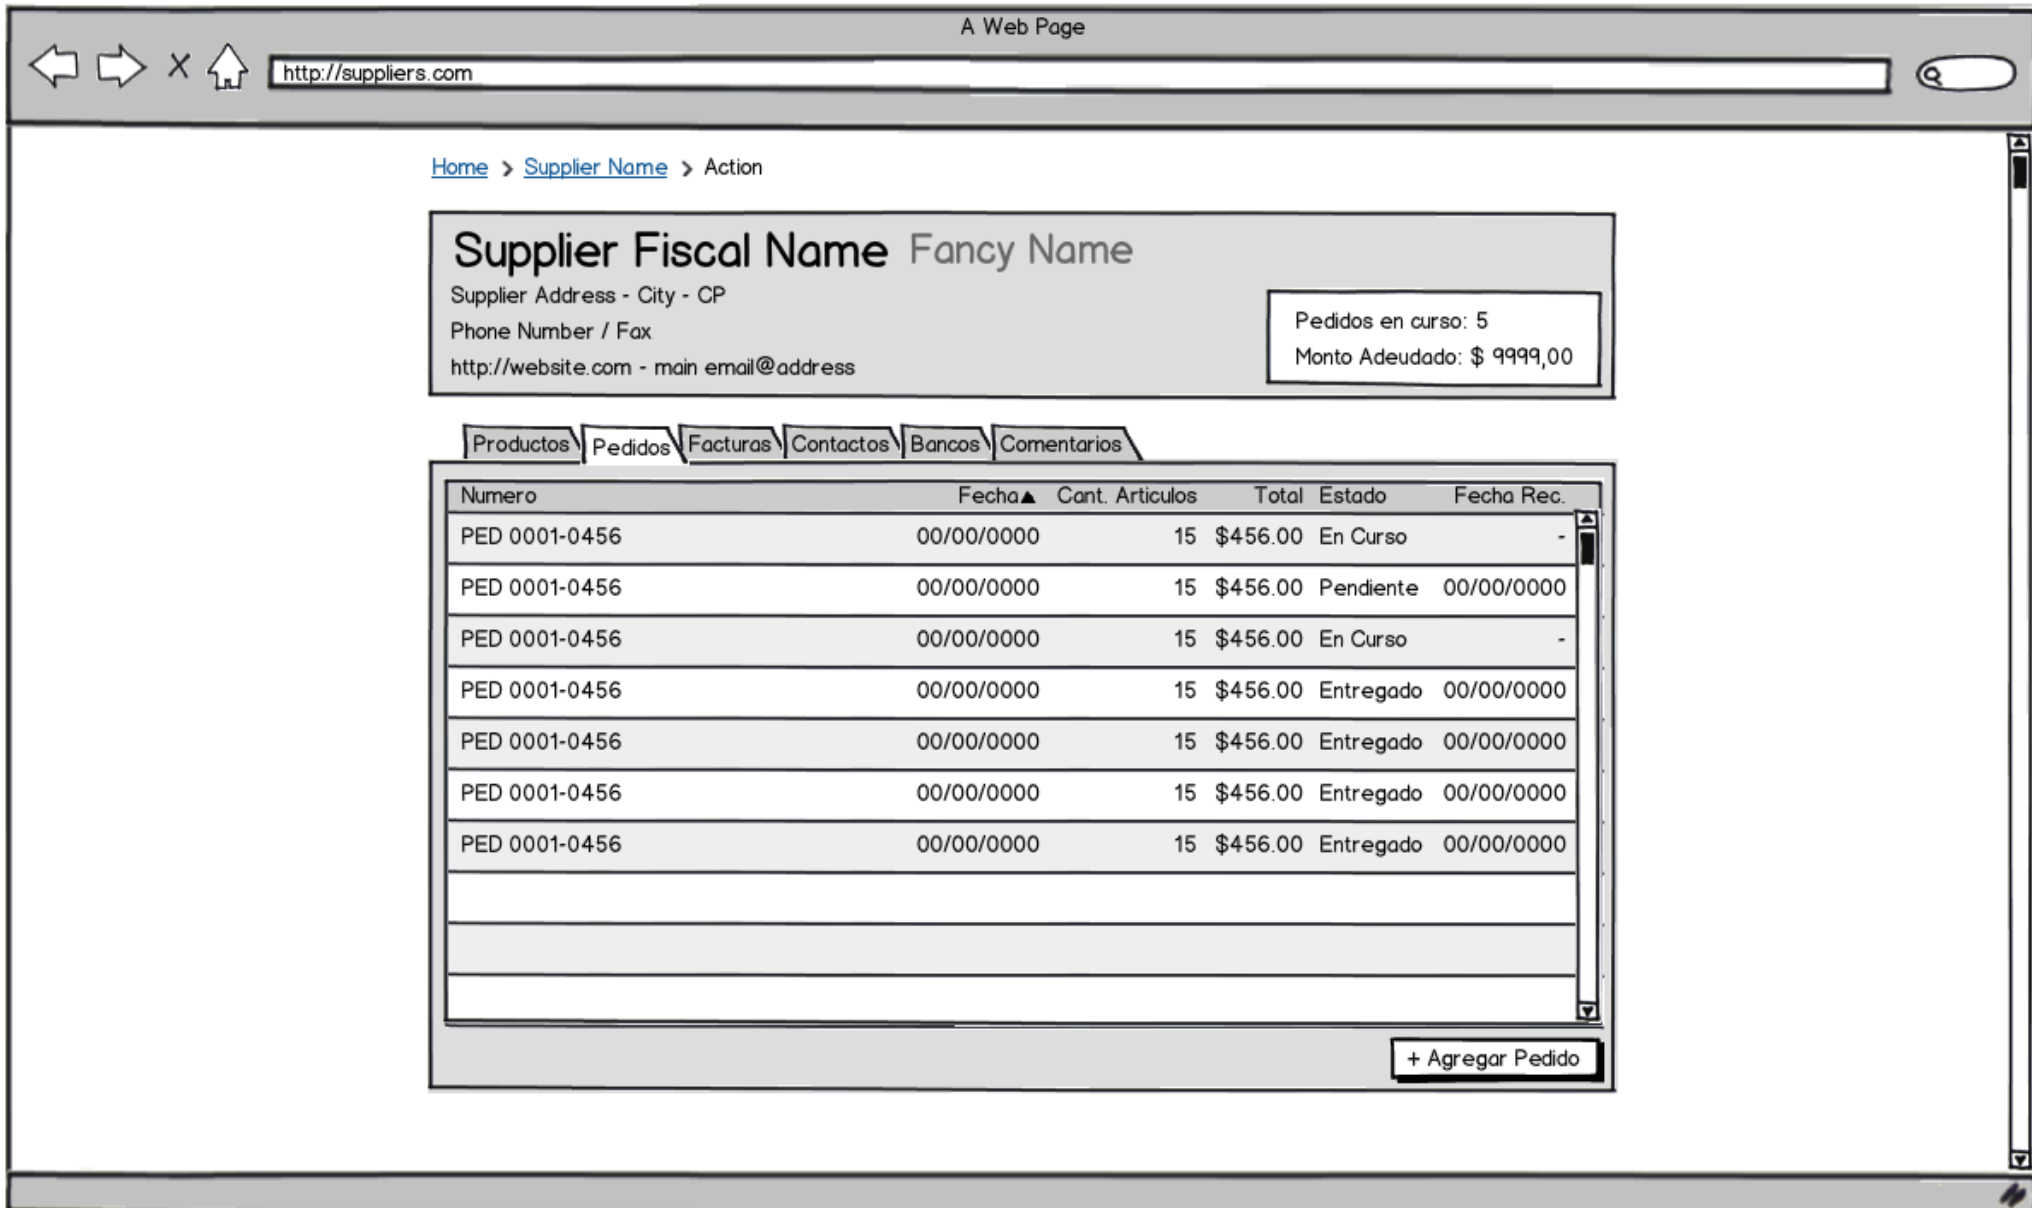 A Web Page
http://suppliers.com
Home > Supplier Name > Action
Supplier Fiscal Name Fancy Name
Supplier Address - City - CP
Phone Number / Fax
http://website.com - main email@address
Pedidos en curso: 5
Monto Adeudado: $ 9999,00
Productos Pedidos Facturas Contactos Bancos Comentarios
Numero Fecha▲ Cant. Articulos Total Estado Fecha Rec.
PED 0001-0456 00/00/0000 15 $456.00 En Curso -
PED 0001-0456 00/00/0000 15 $456.00 Pendiente 00/00/0000
PED 0001-0456 00/00/0000 15 $456.00 En Curso -
PED 0001-0456 00/00/0000 15 $456.00 Entregado 00/00/0000
PED 0001-0456 00/00/0000 15 $456.00 Entregado 00/00/0000
PED 0001-0456 00/00/0000 15 $456.00 Entregado 00/00/0000
PED 0001-0456 00/00/0000 15 $456.00 Entregado 00/00/0000
+ Agregar Pedido